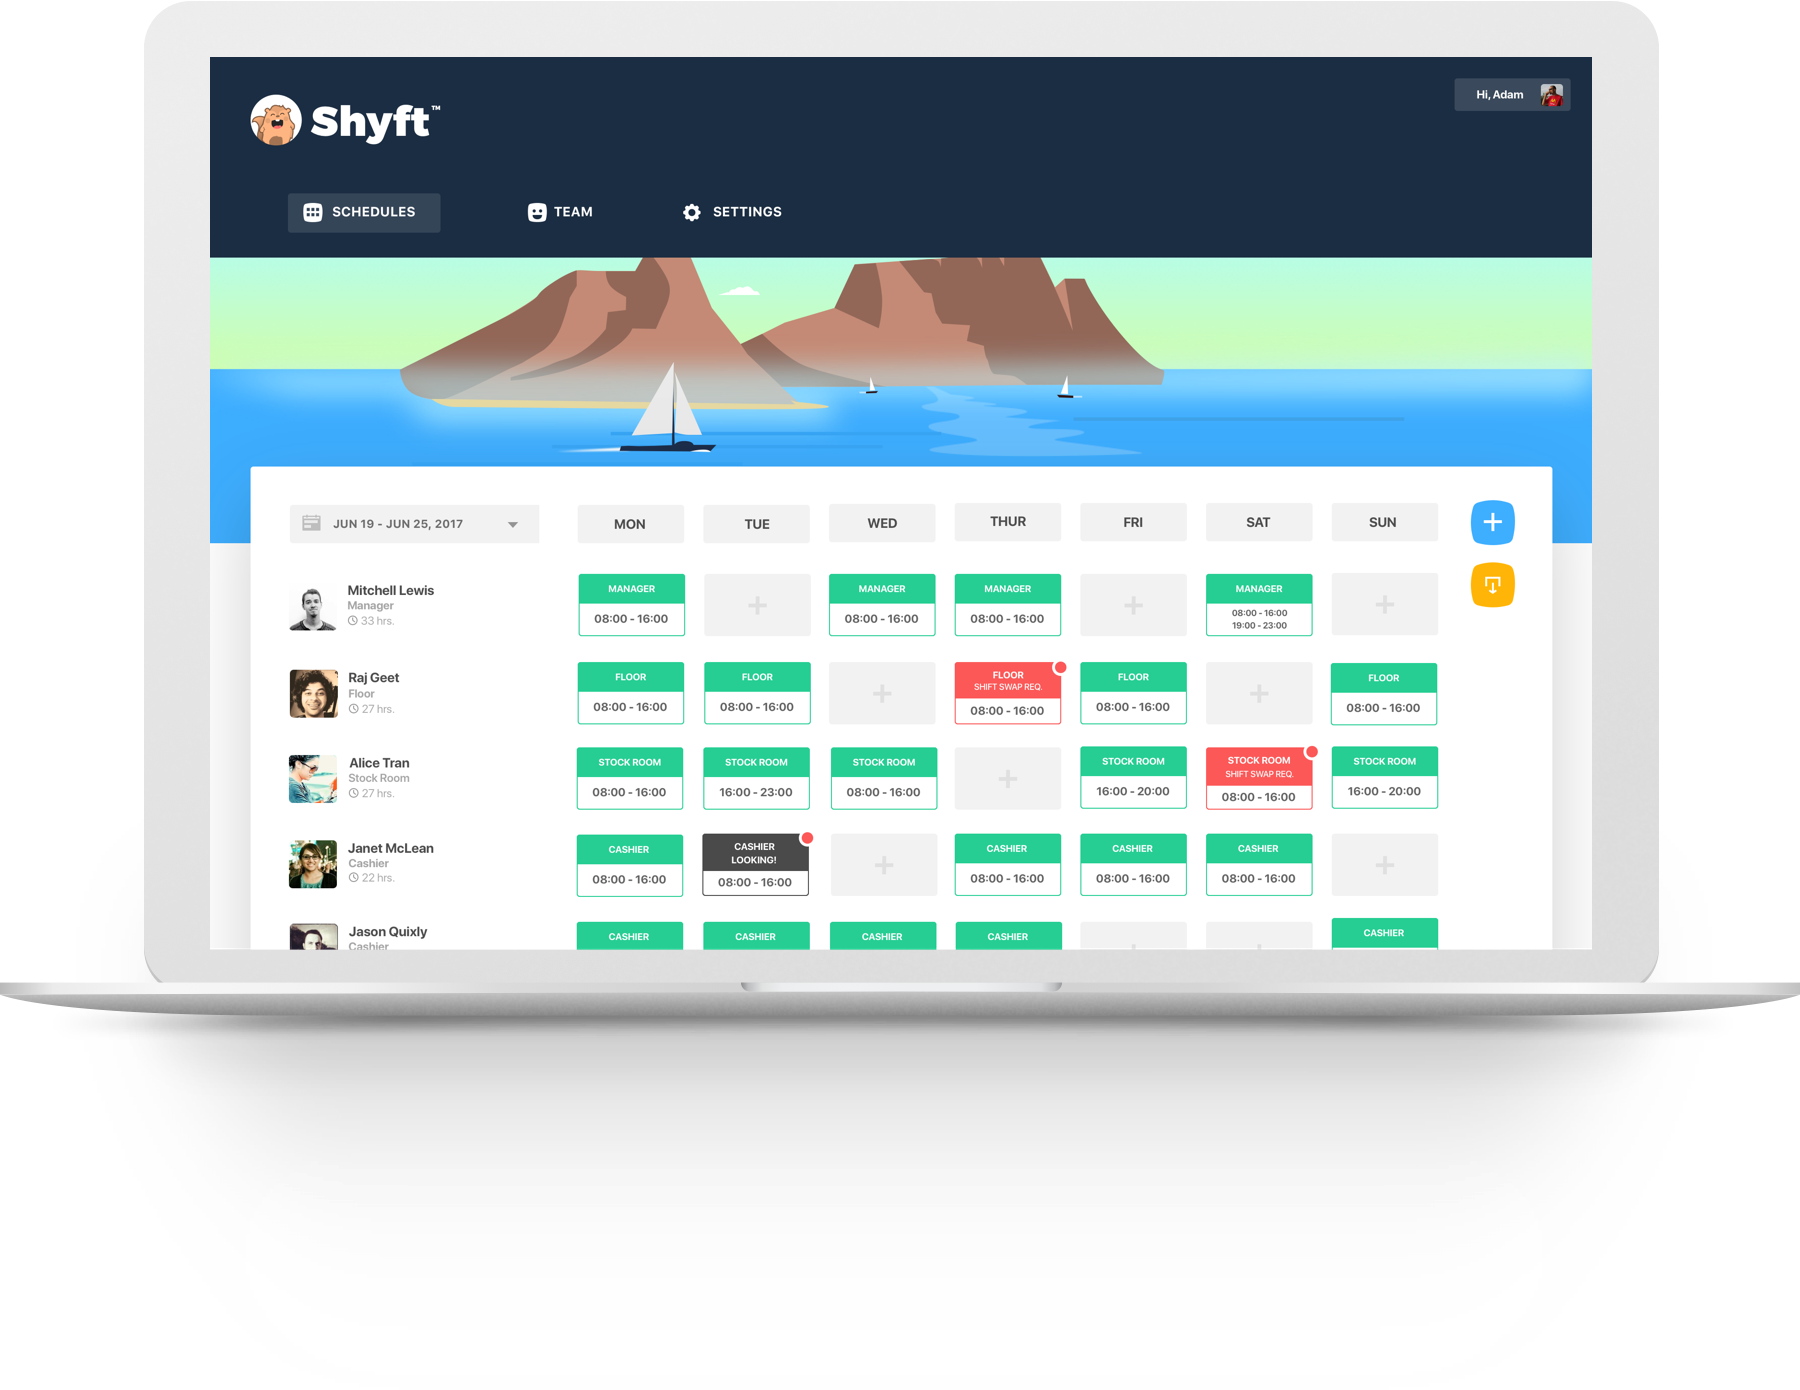 Shyft™
Hi, Adam
SCHEDULES
TEAM
SETTINGS
JUN 19 - JUN 25, 2017
MON
TUE
WED
THUR
FRI
SAT
SUN
Mitchell Lewis
Manager
33 hrs.
MANAGER
08:00 - 16:00
MANAGER
08:00 - 16:00
MANAGER
08:00 - 16:00
MANAGER
08:00 - 16:00
19:00 - 23:00
Raj Geet
Floor
27 hrs.
FLOOR
08:00 - 16:00
FLOOR
08:00 - 16:00
FLOOR
SHIFT SWAP REQ.
08:00 - 16:00
FLOOR
08:00 - 16:00
FLOOR
08:00 - 16:00
Alice Tran
Stock Room
27 hrs.
STOCK ROOM
08:00 - 16:00
STOCK ROOM
16:00 - 23:00
STOCK ROOM
08:00 - 16:00
STOCK ROOM
16:00 - 20:00
STOCK ROOM
SHIFT SWAP REQ.
08:00 - 16:00
STOCK ROOM
16:00 - 20:00
Janet McLean
Cashier
22 hrs.
CASHIER
08:00 - 16:00
CASHIER
LOOKING!
08:00 - 16:00
CASHIER
08:00 - 16:00
CASHIER
08:00 - 16:00
CASHIER
08:00 - 16:00
Jason Quixly
Cashier
CASHIER
CASHIER
CASHIER
CASHIER
CASHIER